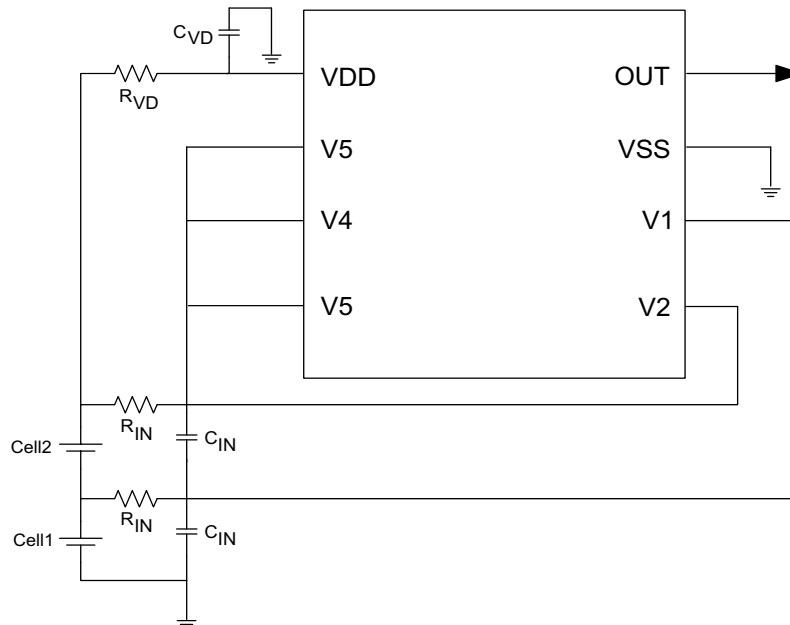 CVD
VDD
OUT
RVD
V5
VSS
V4
V1
V5
V2
RIN
Cell2
CIN
RIN
Cell1
CIN